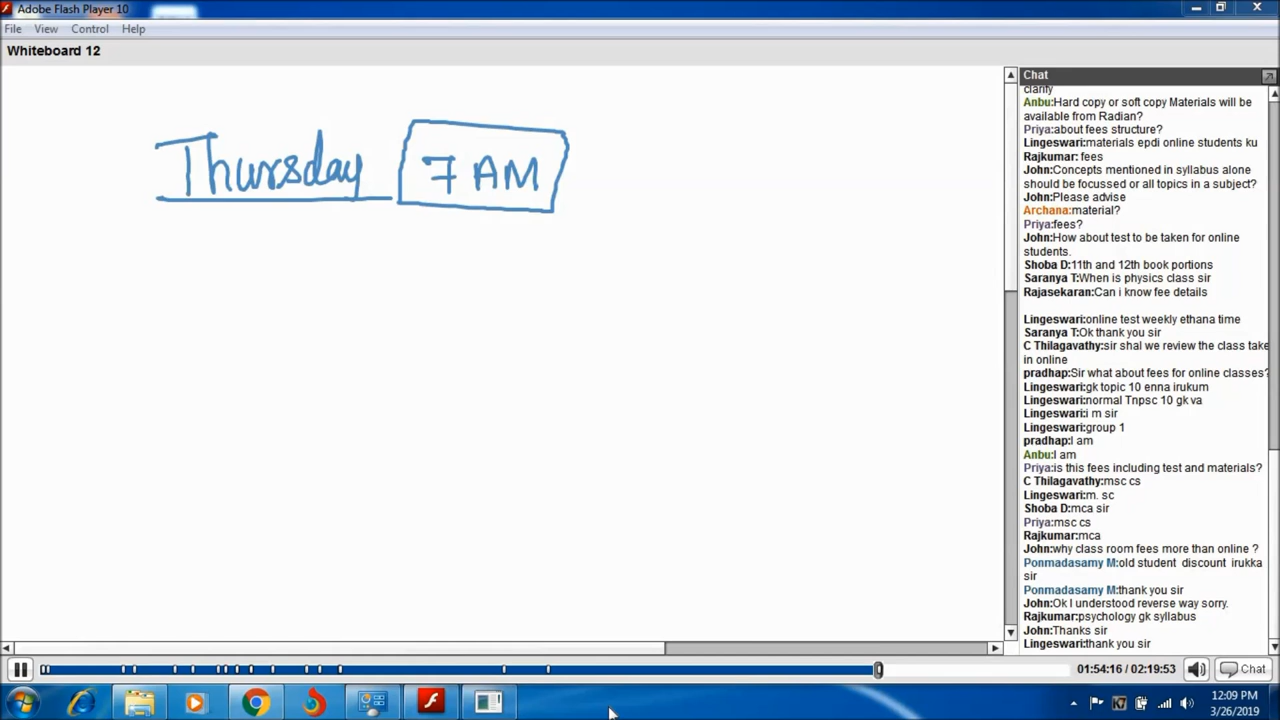 Adobe Flash Player 10
File View Control Help
Whiteboard 12
Thursday 7 AM
Chat
clarify
Anbu:Hard copy or soft copy Materials will be
available from Radian?
Priya:about fees structure?
Lingeswari:materials epdi online students ku
Rajkumar: fees
John:Concepts mentioned in syllabus alone
should be focussed or all topics in a subject?
John:Please advise
Archana:material?
Priya:fees?
John:How about test to be taken for online
students.
Shoba D:11th and 12th book portions
Saranya T:When is physics class sir
Rajasekaran:Can i know fee details
Lingeswari:online test weekly ethana time
Saranya T:Ok thank you sir
C Thilagavathy:sir shal we review the class take
in online
pradhap:Sir what about fees for online classes?
Lingeswari:gk topic 10 enna irukum
Lingeswari:normal Tnpsc 10 gk va
Lingeswari:i m sir
Lingeswari:group 1
pradhap:I am
Anbu:I am
Priya:is this fees including test and materials?
C Thilagavathy:msc cs
Lingeswari:m. sc
Shoba D:mca sir
Priya:msc cs
Rajkumar:mca
John:why class room fees more than online ?
Ponmadasamy M:old student discount irukka
sir
Ponmadasamy M:thank you sir
John:Ok I understood reverse way sorry.
Rajkumar:psychology gk syllabus
John:Thanks sir
Lingeswari:thank you sir
01:54:16 / 02:19:53 Chat
12:09 PM
3/26/2019